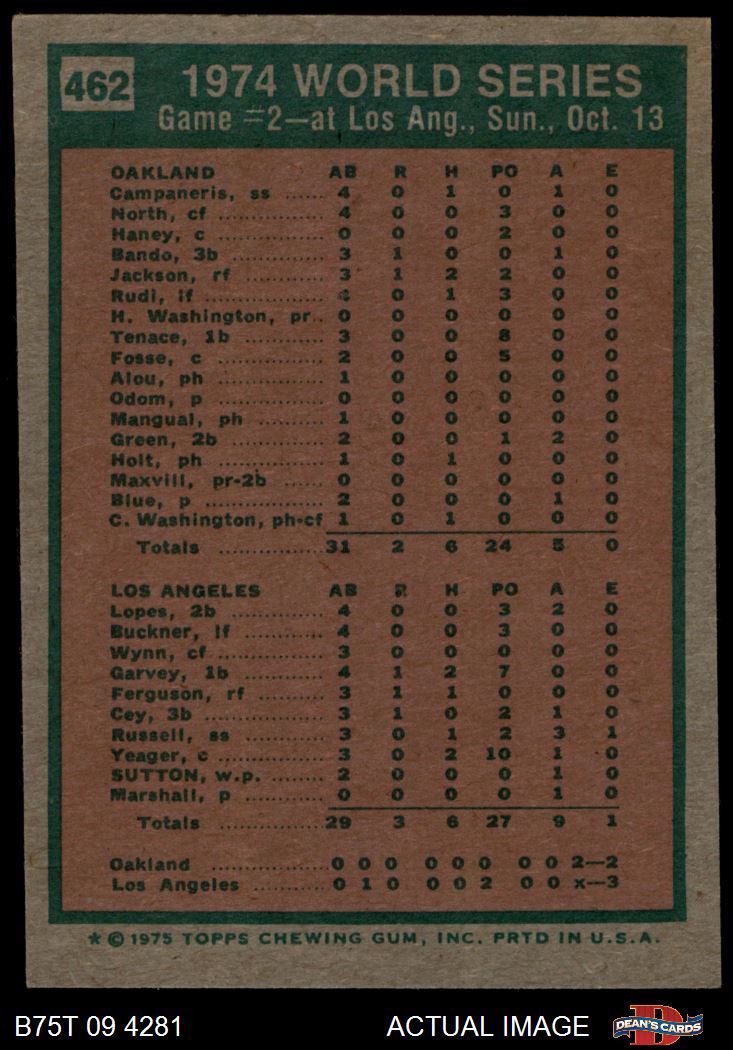 462
1974 WORLD SERIES
Game #2—at Los Ang., Sun., Oct. 13
OAKLAND AB R H PO A E
Campaneris, ss ...... 4 0 1 0 1 0
North, cf ............... 4 0 0 3 0 0
Haney, c ............... 0 0 0 2 0 0
Bando, 3b ............ 3 1 0 0 1 0
Jackson, rf ............ 3 1 2 2 0 0
Rudi, lf ................. 4 0 1 3 0 0
H. Washington, pr.. 0 0 0 0 0 0
Tenace, 1b ............ 3 0 0 8 0 0
Fosse, c ............... 2 0 0 5 0 0
Alou, ph ............... 1 0 0 0 0 0
Odom, p ............... 0 0 0 0 0 0
Mangual, ph ......... 1 0 0 0 0 0
Green, 2b ............. 2 0 0 1 2 0
Holt, ph ............... 1 0 1 0 0 0
Maxvill, pr-2b ...... 0 0 0 0 0 0
Blue, p ................. 2 0 0 0 1 0
C. Washington, ph-cf 1 0 1 0 0 0
Totals ............... 31 2 6 24 5 0
LOS ANGELES AB R H PO A E
Lopes, 2b ............. 4 0 0 3 2 0
Buckner, lf ............ 4 0 0 3 0 0
Wynn, cf ............... 3 0 0 0 0 0
Garvey, 1b ............ 4 1 2 7 0 0
Ferguson, rf .......... 3 1 1 0 0 0
Cey, 3b ................. 3 1 0 2 1 0
Russell, ss ............ 3 0 1 2 3 1
Yeager, c ............... 3 0 2 10 1 0
SUTTON, w.p. ........ 2 0 0 0 1 0
Marshall, p ........... 0 0 0 0 1 0
Totals ............... 29 3 6 27 9 1
Oakland ............... 0 0 0 0 0 0 0 0 2—2
Los Angeles .......... 0 1 0 0 0 2 0 0 x—3
* © 1975 TOPPS CHEWING GUM, INC. PRTD IN U.S.A.
B75T 09 4281 ACTUAL IMAGE D DEAN'S CARDS